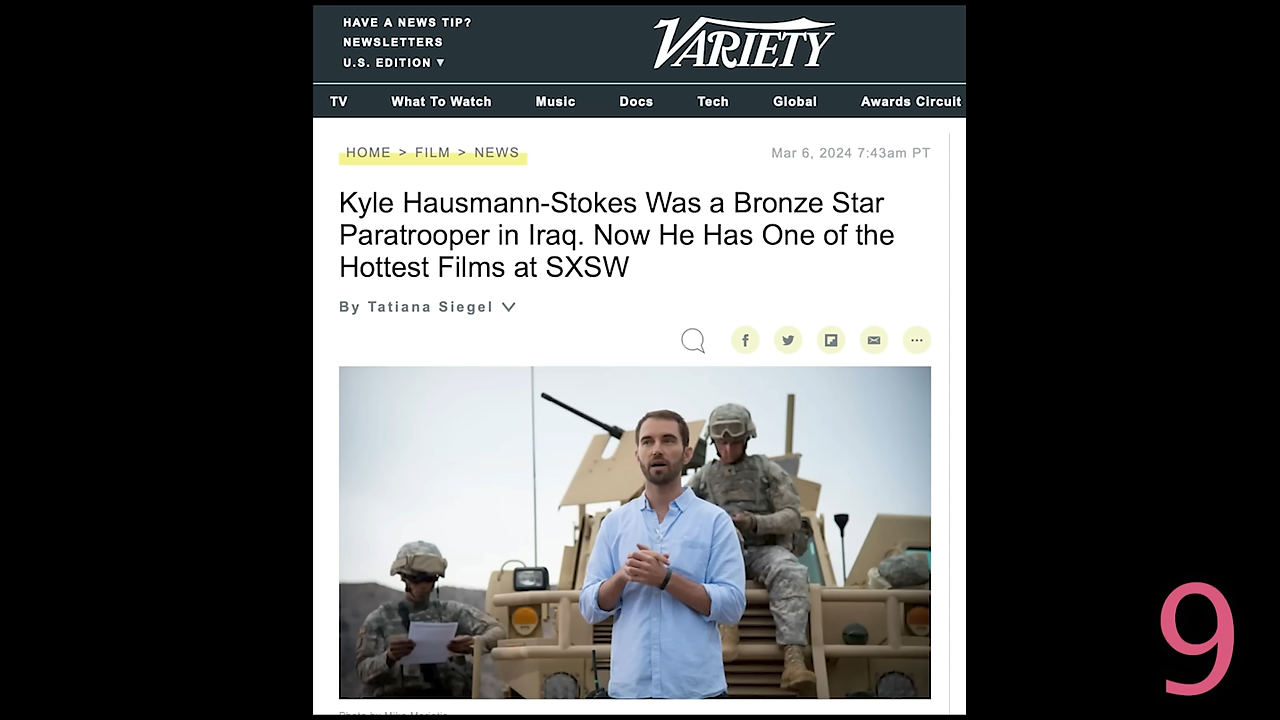 HAVE A NEWS TIP?
NEWSLETTERS
U.S. EDITION ▼
VARIETY
TV What To Watch Music Docs Tech Global Awards Circuit
HOME > FILM > NEWS
Mar 6, 2024 7:43am PT
Kyle Hausmann-Stokes Was a Bronze Star
Paratrooper in Iraq. Now He Has One of the
Hottest Films at SXSW
By Tatiana Siegel
9